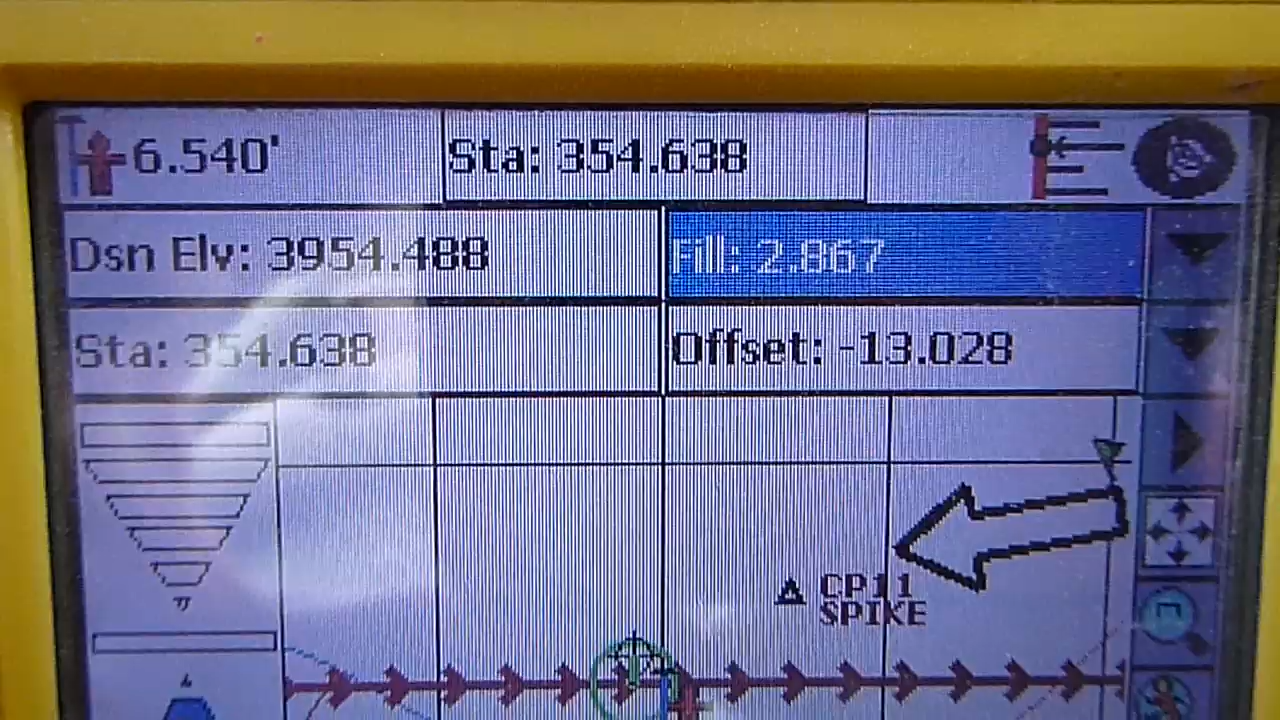 6.540'
Sta: 354.638
Dsn Elv: 3954.488
Fill: 2.867
Sta: 354.638
Offset: -13.028
CP11
SPIKE